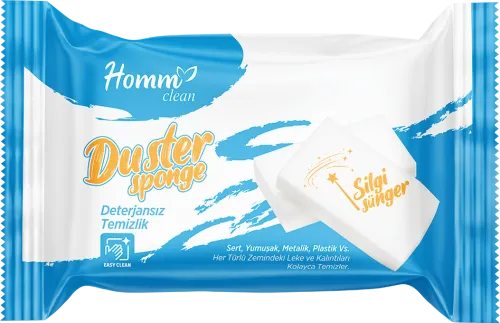 Homm
clean
Duster
sponge
Deterjansız
Temizlik
EASY CLEAN
Silgi
sünger
Sert, Yumuşak, Metalik, Plastik Vs.
Her Türlü Zemindeki Leke ve Kalıntıları
Kolayca Temizler.